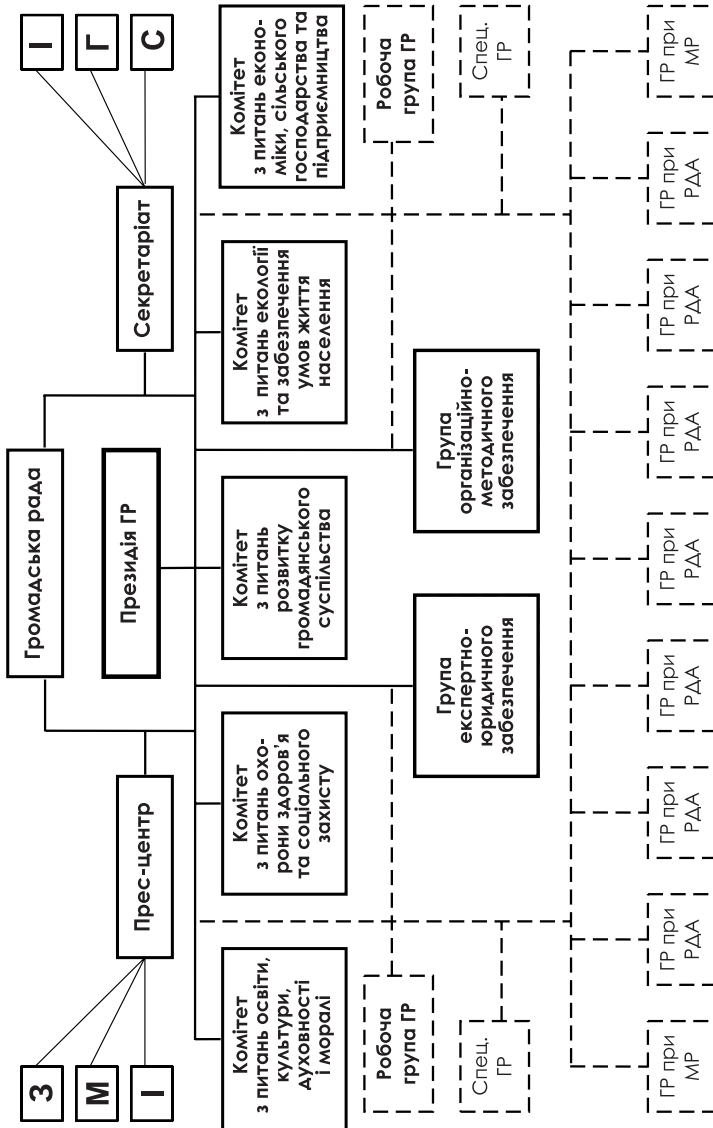 Громадська рада
Президія ГР
Прес-центр
З
М
І
Секретаріат
І
Г
С
Комітет
з питань освіти,
культури,
духовності
і моралі
Комітет
з питань охо-
рони здоров'я
та соціального
захисту
Комітет
з питань
розвитку
громадянського
суспільства
Комітет
з питань екології
та забезпечення
умов життя
населення
Комітет
з питань еконо-
міки, сільського
господарства та
підприємництва
Робоча
група ГР
Робоча
група ГР
Група
експертно-
юридичного
забезпечення
Група
організаційно-
методичного
забезпечення
Спец.
ГР
Спец.
ГР
ГР при
МР
ГР при
РДА
ГР при
РДА
ГР при
РДА
ГР при
РДА
ГР при
РДА
ГР при
РДА
ГР при
РДА
ГР при
МР